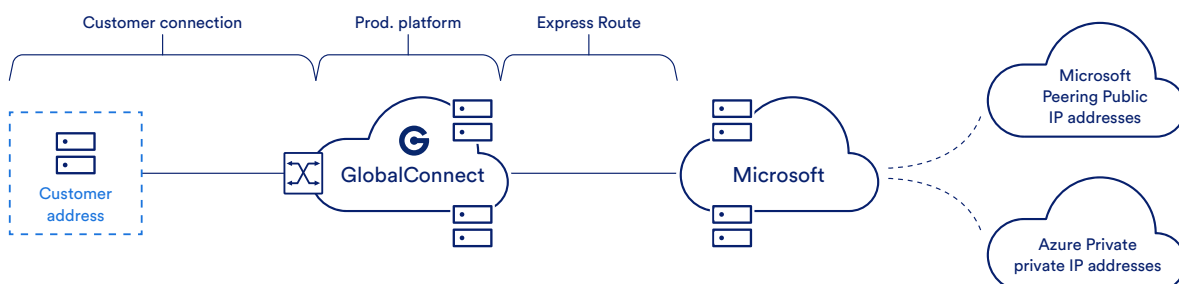 Customer connection
Prod. platform
Express Route
Customer
address
GlobalConnect
Microsoft
Microsoft
Peering Public
IP addresses
Azure Private
private IP addresses